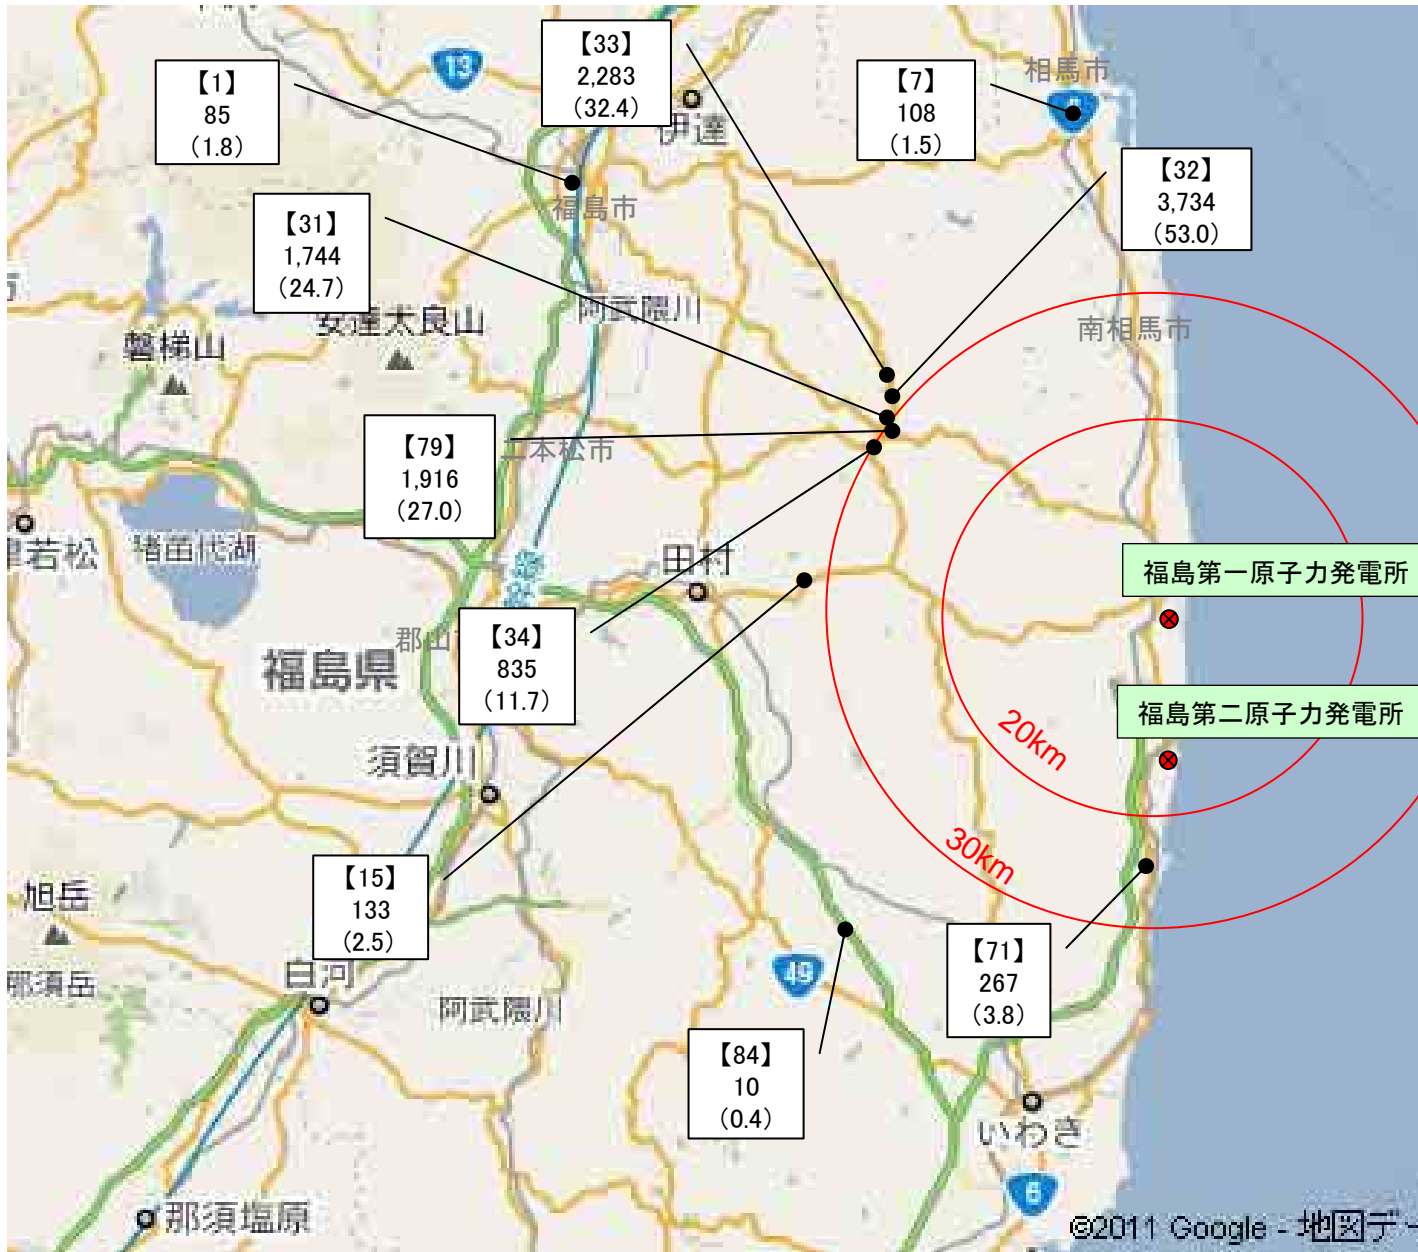 【33】
2,283
(32.4)
【1】
85
(1.8)
13
伊達
【7】
108
(1.5)
相馬市
【32】
3,734
(53.0)
福島市
【31】
1,744
(24.7)
阿武隈川
安達太良山
磐梯山
南相馬市
【79】
1,916
(27.0)
二本松市
若松
猪苗代湖
田村
福島第一原子力発電所
【34】
835
(11.7)
郡山
福島県
福島第二原子力発電所
20km
須賀川
30km
【15】
133
(2.5)
旭岳
那須岳
白河
阿武隈川
49
【71】
267
(3.8)
【84】
10
(0.4)
いわき
6
那須塩原
©2011 Google - 地図デー